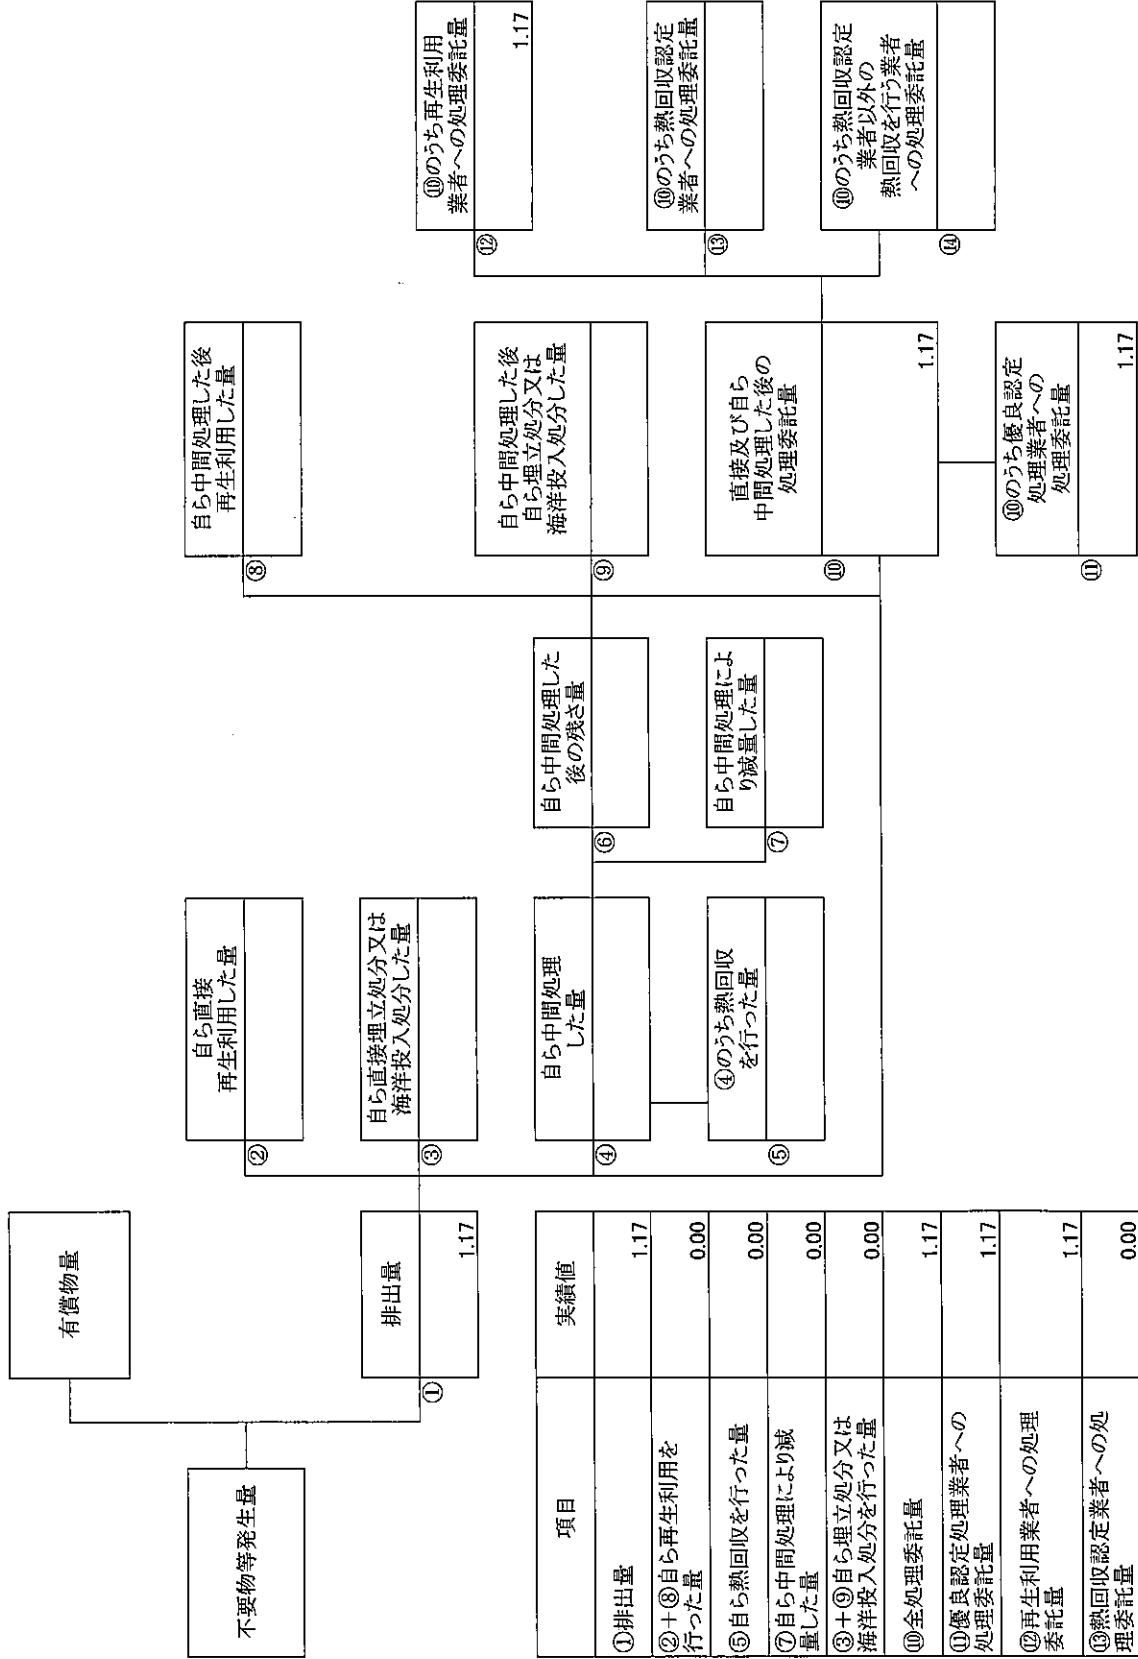 不要物等発生量
有償物量
①
排出量
1.17
②
自ら直接
再生利用した量
③
自ら直接埋立処分又は
海洋投入処分した量
④
自ら中間処理
した量
⑤
④のうち熱回収
を行った量
⑥
自ら中間処理した
後の残さ量
⑦
自ら中間処理によ
り減量した量
⑧
自ら中間処理した後
再生利用した量
⑨
自ら中間処理した後
自ら埋立処分又は
海洋投入処分した量
⑩
直接及び自ら
中間処理した後の
処理委託量
1.17
⑪
⑩のうち優良認定
処理業者への
処理委託量
1.17
⑫
⑩のうち再生利用
業者への処理委託量
1.17
⑬
⑩のうち熱回収認定
業者への処理委託量
⑭
⑩のうち熱回収認定
業者以外の
熱回収を行う業者
への処理委託量
項目
実績値
①排出量
1.17
②+⑧自ら再生利用を
行った量
0.00
⑤自ら熱回収を行った量
0.00
⑦自ら中間処理により減
量した量
0.00
③+⑨自ら埋立処分又は
海洋投入処分を行った量
0.00
⑩全処理委託量
1.17
⑪優良認定処理業者への
処理委託量
1.17
⑫再生利用業者への処理
委託量
1.17
⑬熱回収認定業者への処
理委託量
0.00